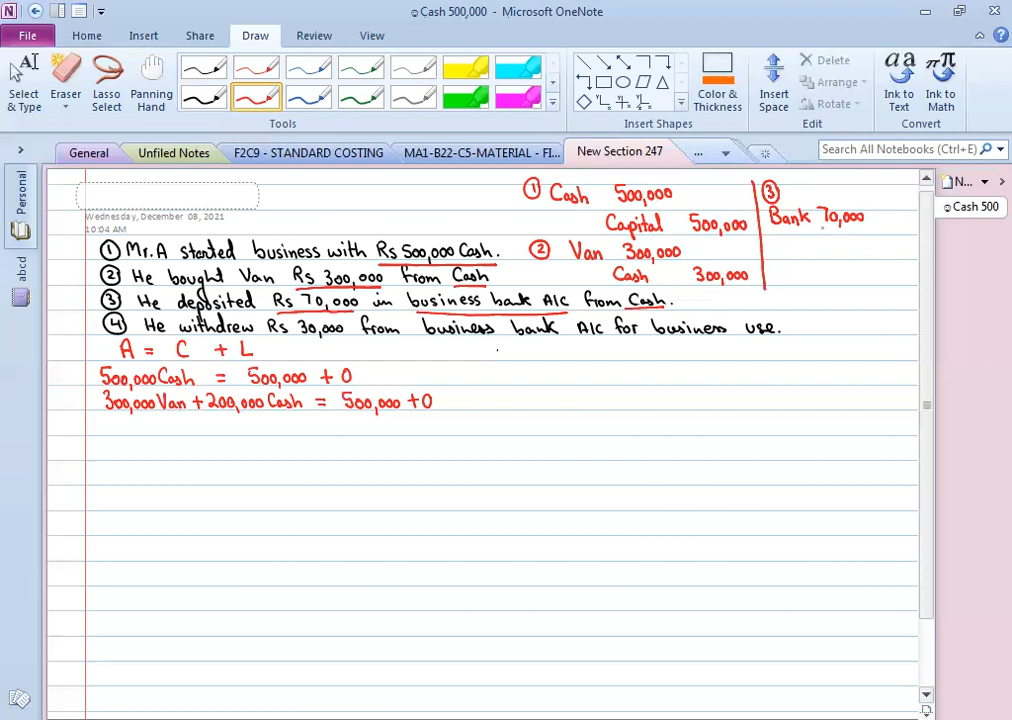 Cash 500,000 - Microsoft OneNote
File Home Insert Share Draw Review View
Select & Type
Eraser
Lasso Select
Panning Hand
Color & Thickness
Insert Space
Delete
Arrange
Rotate
Ink to Text
Ink to Math
Tools Insert Shapes Edit Convert
General Unfiled Notes F2C9 - STANDARD COSTING MA1-B22-C5-MATERIAL - FI... New Section 247 ... Search All Notebooks (Ctrl+E)
Personal
abcd
N...
Cash 500
Wednesday, December 08, 2021
10:04 AM
① Cash 500,000
Capital 500,000
② Van 300,000
Cash 300,000
③
Bank 70,000
① Mr. A started business with Rs 500,000 Cash.
② He bought Van Rs 300,000 from Cash
③ He deposited Rs 70,000 in business bank A/C from Cash.
④ He withdrew Rs 30,000 from business bank A/C for business use.
A = C + L
500,000 Cash = 500,000 + 0
300,000 Van + 200,000 Cash = 500,000 + 0